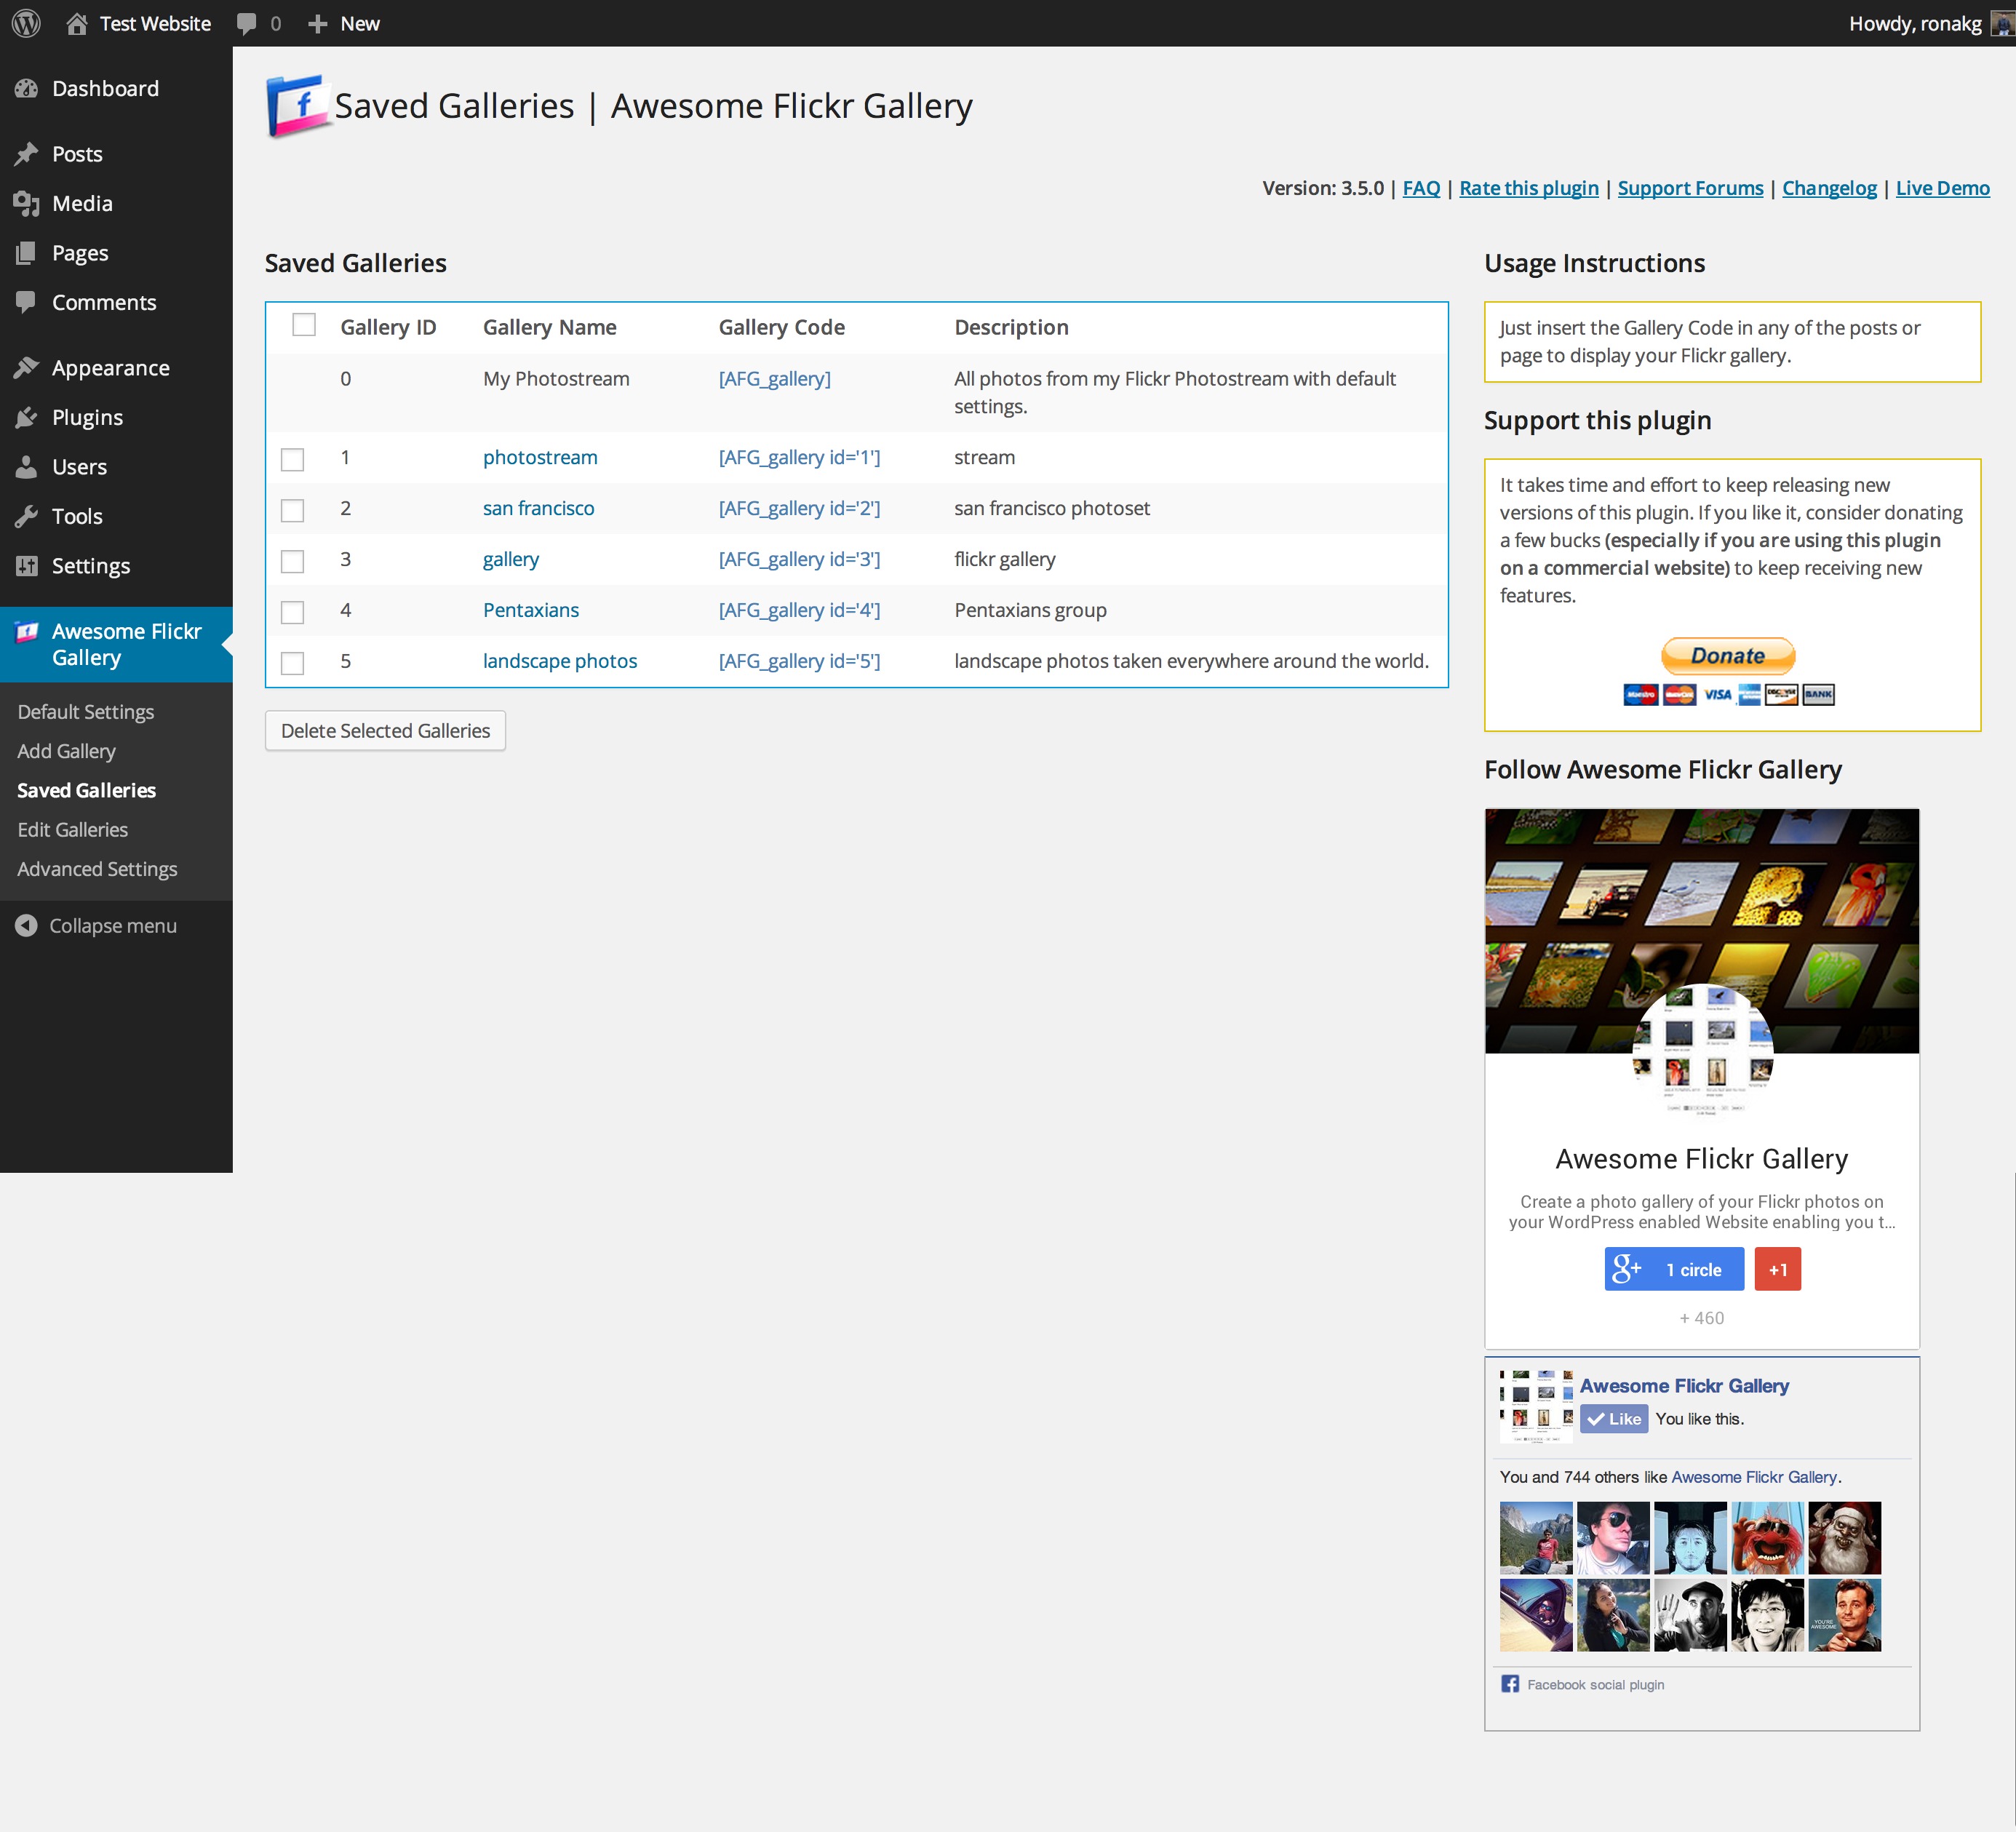 Test Website 0 New Howdy, ronakg
Dashboard
Posts
Media
Pages
Comments
Appearance
Plugins
Users
Tools
Settings
Awesome Flickr
Gallery
Default Settings
Add Gallery
Saved Galleries
Edit Galleries
Advanced Settings
Collapse menu
Saved Galleries | Awesome Flickr Gallery
Version: 3.5.0 | FAQ | Rate this plugin | Support Forums | Changelog | Live Demo
Saved Galleries
Gallery ID Gallery Name Gallery Code Description
0 My Photostream [AFG_gallery] All photos from my Flickr Photostream with default
settings.
1 photostream [AFG_gallery id='1'] stream
2 san francisco [AFG_gallery id='2'] san francisco photoset
3 gallery [AFG_gallery id='3'] flickr gallery
4 Pentaxians [AFG_gallery id='4'] Pentaxians group
5 landscape photos [AFG_gallery id='5'] landscape photos taken everywhere around the world.
Delete Selected Galleries
Usage Instructions
Just insert the Gallery Code in any of the posts or
page to display your Flickr gallery.
Support this plugin
It takes time and effort to keep releasing new
versions of this plugin. If you like it, consider donating
a few bucks (especially if you are using this plugin
on a commercial website) to keep receiving new
features.
Donate
Maestro MasterCard VISA DISCOVER BANK
Follow Awesome Flickr Gallery
Awesome Flickr Gallery
Create a photo gallery of your Flickr photos on
your WordPress enabled Website enabling you t...
g+ 1 circle +1
+ 460
Awesome Flickr Gallery
Like You like this.
You and 744 others like Awesome Flickr Gallery.
YOU'RE
AWESOME
Facebook social plugin